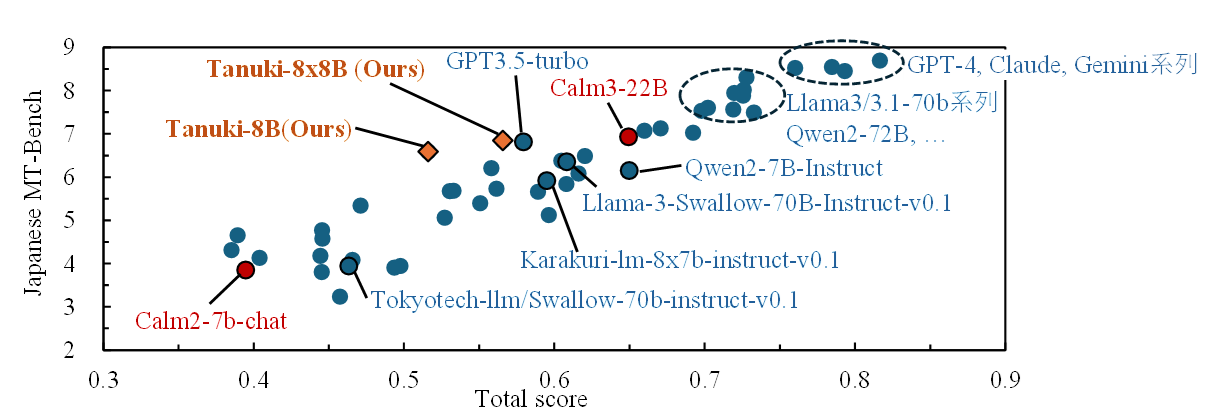 Japanese MT-Bench
9
8
7
6
5
4
3
2
Tanuki-8x8B (Ours)
GPT3.5-turbo
GPT-4, Claude, Gemini系列
Calm3-22B
Llama3/3.1-70b系列
Qwen2-72B, …
Tanuki-8B(Ours)
Qwen2-7B-Instruct
Llama-3-Swallow-70B-Instruct-v0.1
Karakuri-lm-8x7b-instruct-v0.1
Tokyotech-llm/Swallow-70b-instruct-v0.1
Calm2-7b-chat
0.3 0.4 0.5 0.6 0.7 0.8 0.9
Total score